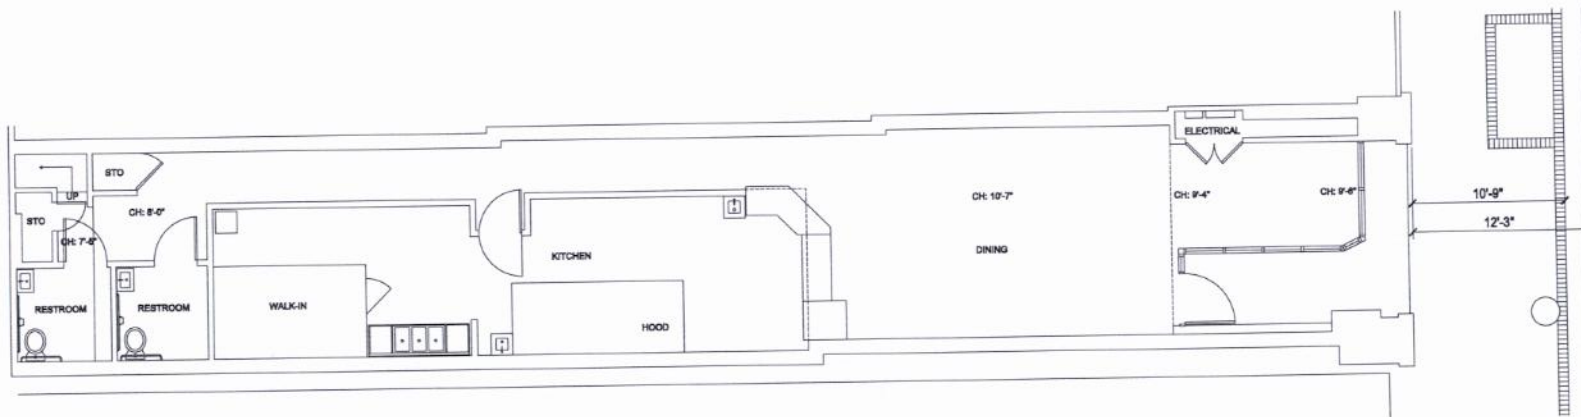 ELECTRICAL
STO
UP
STO
CH: 8'-0"
CH: 7'-6"
CH: 10'-7"
CH: 9'-4"
CH: 9'-6"
10'-9"
12'-3"
KITCHEN
DINING
RESTROOM
RESTROOM
WALK-IN
HOOD